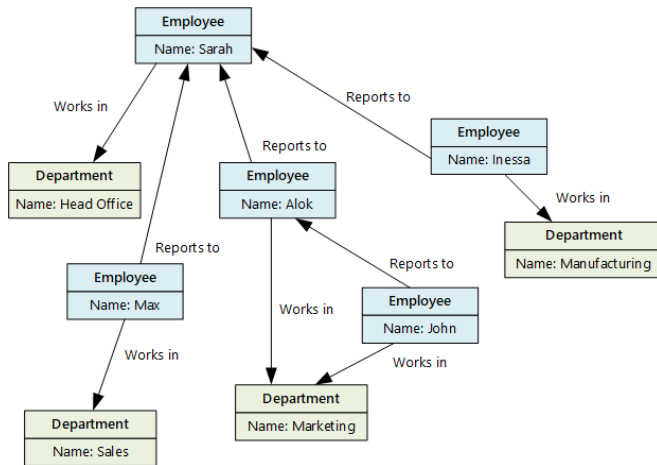 Employee
Name: Sarah
Works in
Reports to
Employee
Name: Inessa
Reports to
Department
Name: Head Office
Employee
Name: Alok
Works in
Department
Name: Manufacturing
Reports to
Employee
Name: Max
Reports to
Employee
Name: John
Works in
Works in
Works in
Department
Name: Marketing
Department
Name: Sales